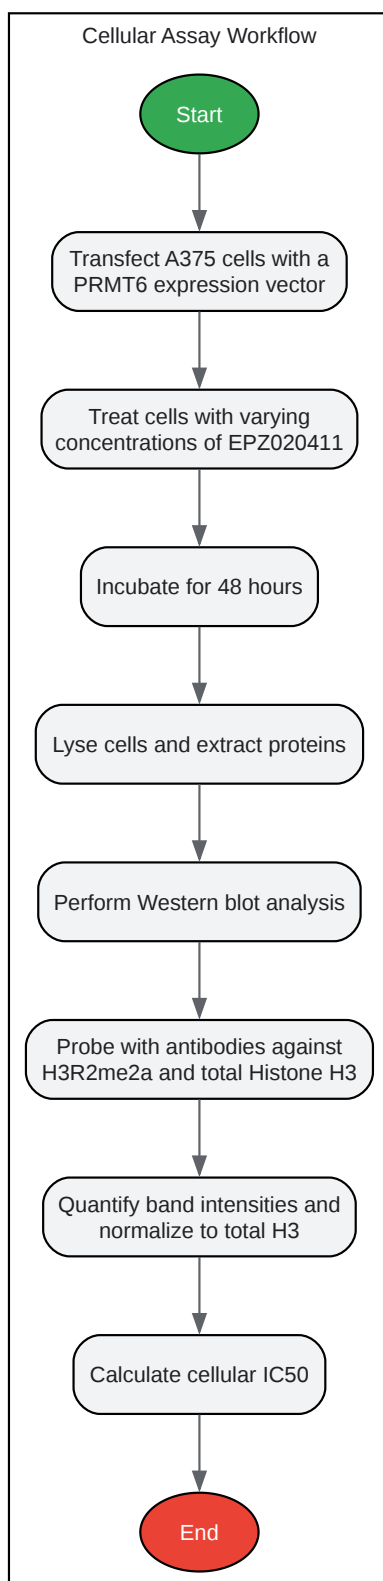 Cellular Assay Workflow
Start
Transfect A375 cells with a
PRMT6 expression vector
Treat cells with varying
concentrations of EPZ020411
Incubate for 48 hours
Lyse cells and extract proteins
Perform Western blot analysis
Probe with antibodies against
H3R2me2a and total Histone H3
Quantify band intensities and
normalize to total H3
Calculate cellular IC50
End